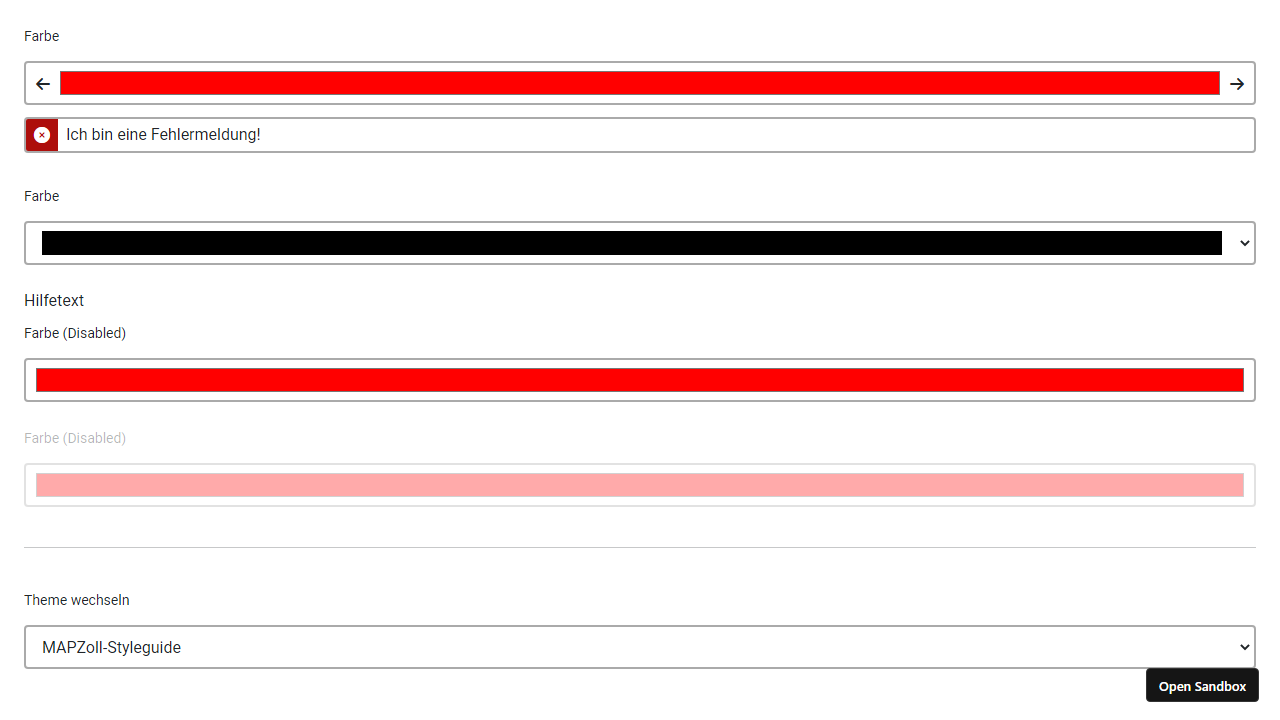 Farbe
Ich bin eine Fehlermeldung!
Farbe
Hilfetext
Farbe (Disabled)
Farbe (Disabled)
Theme wechseln
MAPZoll-Styleguide
Open Sandbox